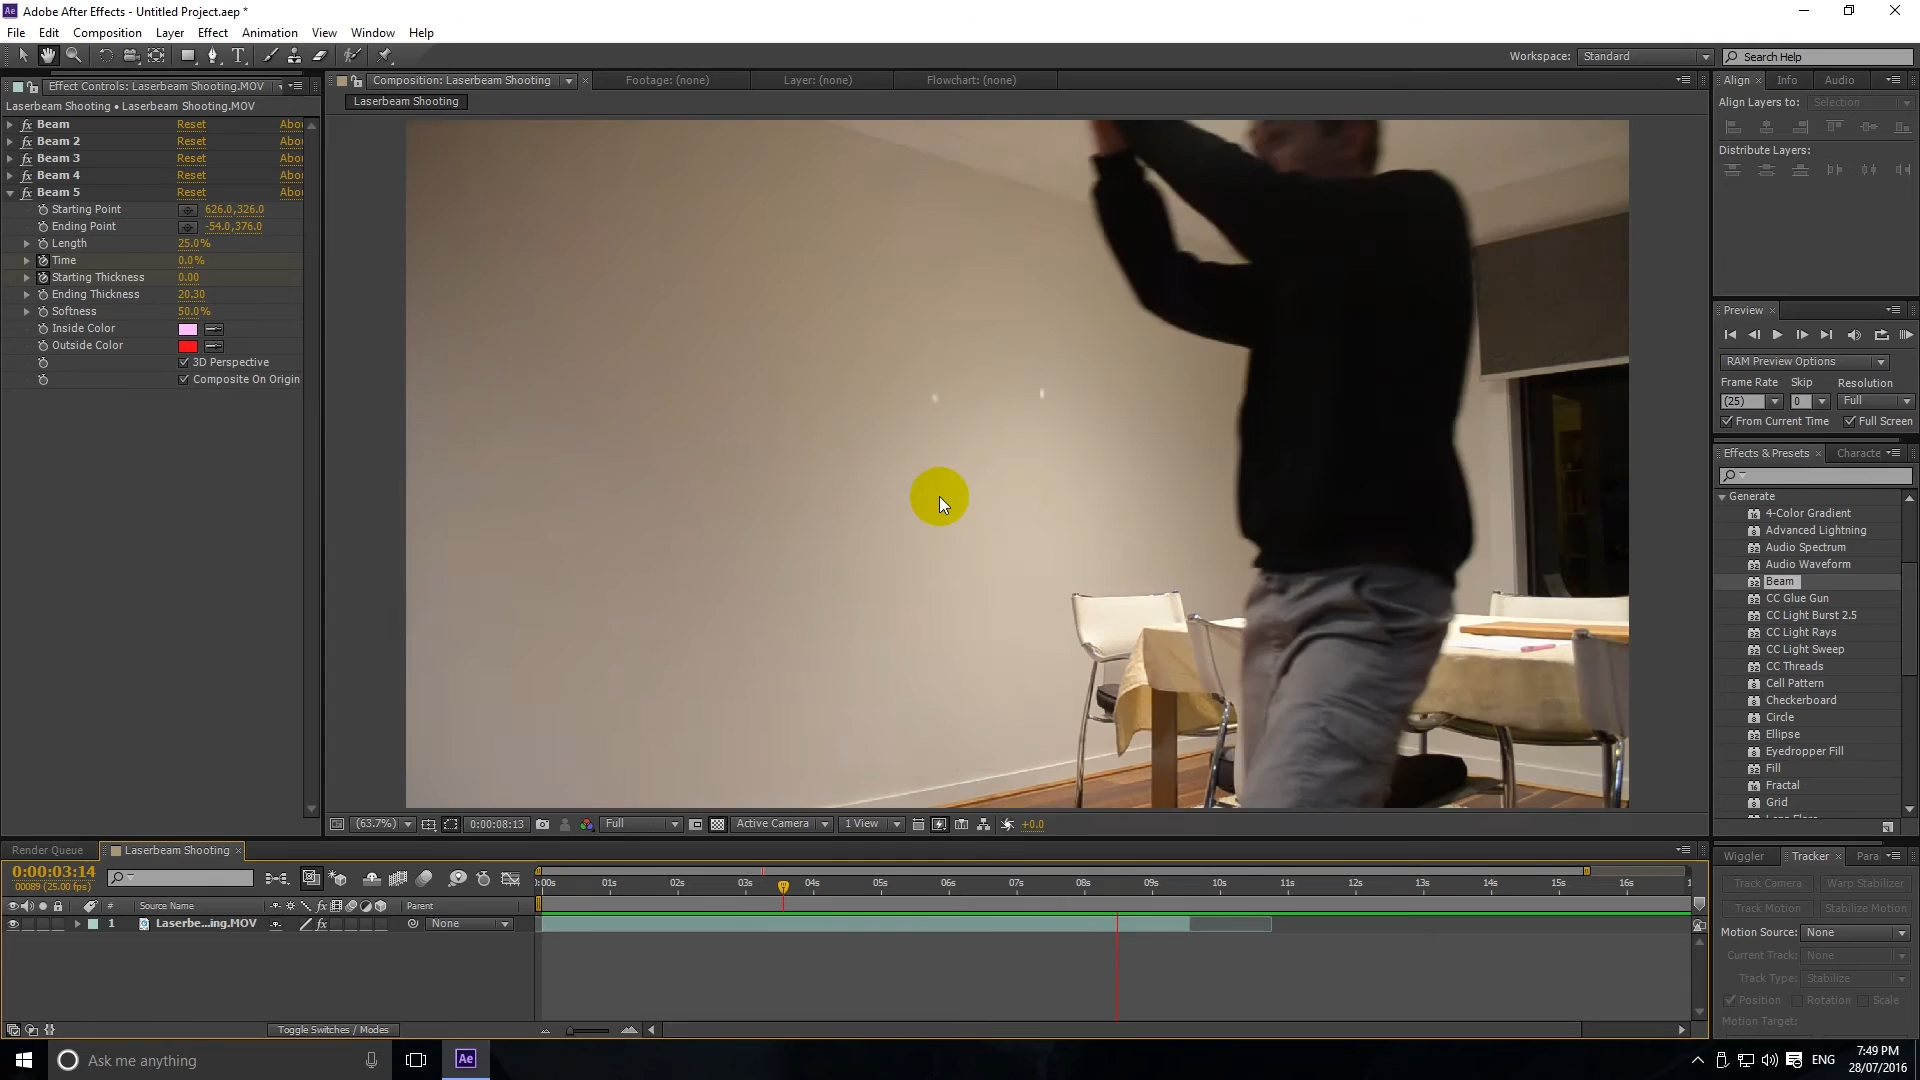 Adobe After Effects - Untitled Project.aep *
File Edit Composition Layer Effect Animation View Window Help
Workspace: Standard Search Help
Effect Controls: Laserbeam Shooting.MOV
Composition: Laserbeam Shooting Footage: (none) Layer: (none) Flowchart: (none)
Align Info Audio
Laserbeam Shooting • Laserbeam Shooting.MOV
Laserbeam Shooting
Align Layers to: Selection
Beam Reset Abou
Beam 2 Reset Abou
Beam 3 Reset Abou
Beam 4 Reset Abou
Beam 5 Reset Abou
Distribute Layers:
Starting Point 626.0,326.0
Ending Point -54.0,376.0
Length 25.0%
Time 0.0%
Starting Thickness 0.00
Ending Thickness 20.30
Softness 50.0%
Inside Color
Outside Color
3D Perspective
Composite On Origin
Preview
RAM Preview Options
Frame Rate Skip Resolution
(25) 0 Full
From Current Time Full Screen
Effects & Presets Characte
Generate
4-Color Gradient
Advanced Lightning
Audio Spectrum
Audio Waveform
Beam
CC Glue Gun
CC Light Burst 2.5
CC Light Rays
CC Light Sweep
CC Threads
Cell Pattern
Checkerboard
Circle
Ellipse
Eyedropper Fill
Fill
Fractal
Grid
(63.7%) 0:00:08:13 Full Active Camera 1 View +0.0
Render Queue Laserbeam Shooting
Wiggler Tracker Para
0:00:03:14
00089 (25.00 fps)
):00s 01s 02s 03s 04s 05s 06s 07s 08s 09s 10s 11s 12s 13s 14s 15s 16s 1
Track Camera Warp Stabilizer
Track Motion Stabilize Motion
# Source Name Parent
1 Laserbe...ing.MOV None
Motion Source: None
Current Track: None
Track Type: Stabilize
Position Rotation Scale
Motion Target:
Toggle Switches / Modes
Ask me anything
Ae
ENG
7:49 PM
28/07/2016